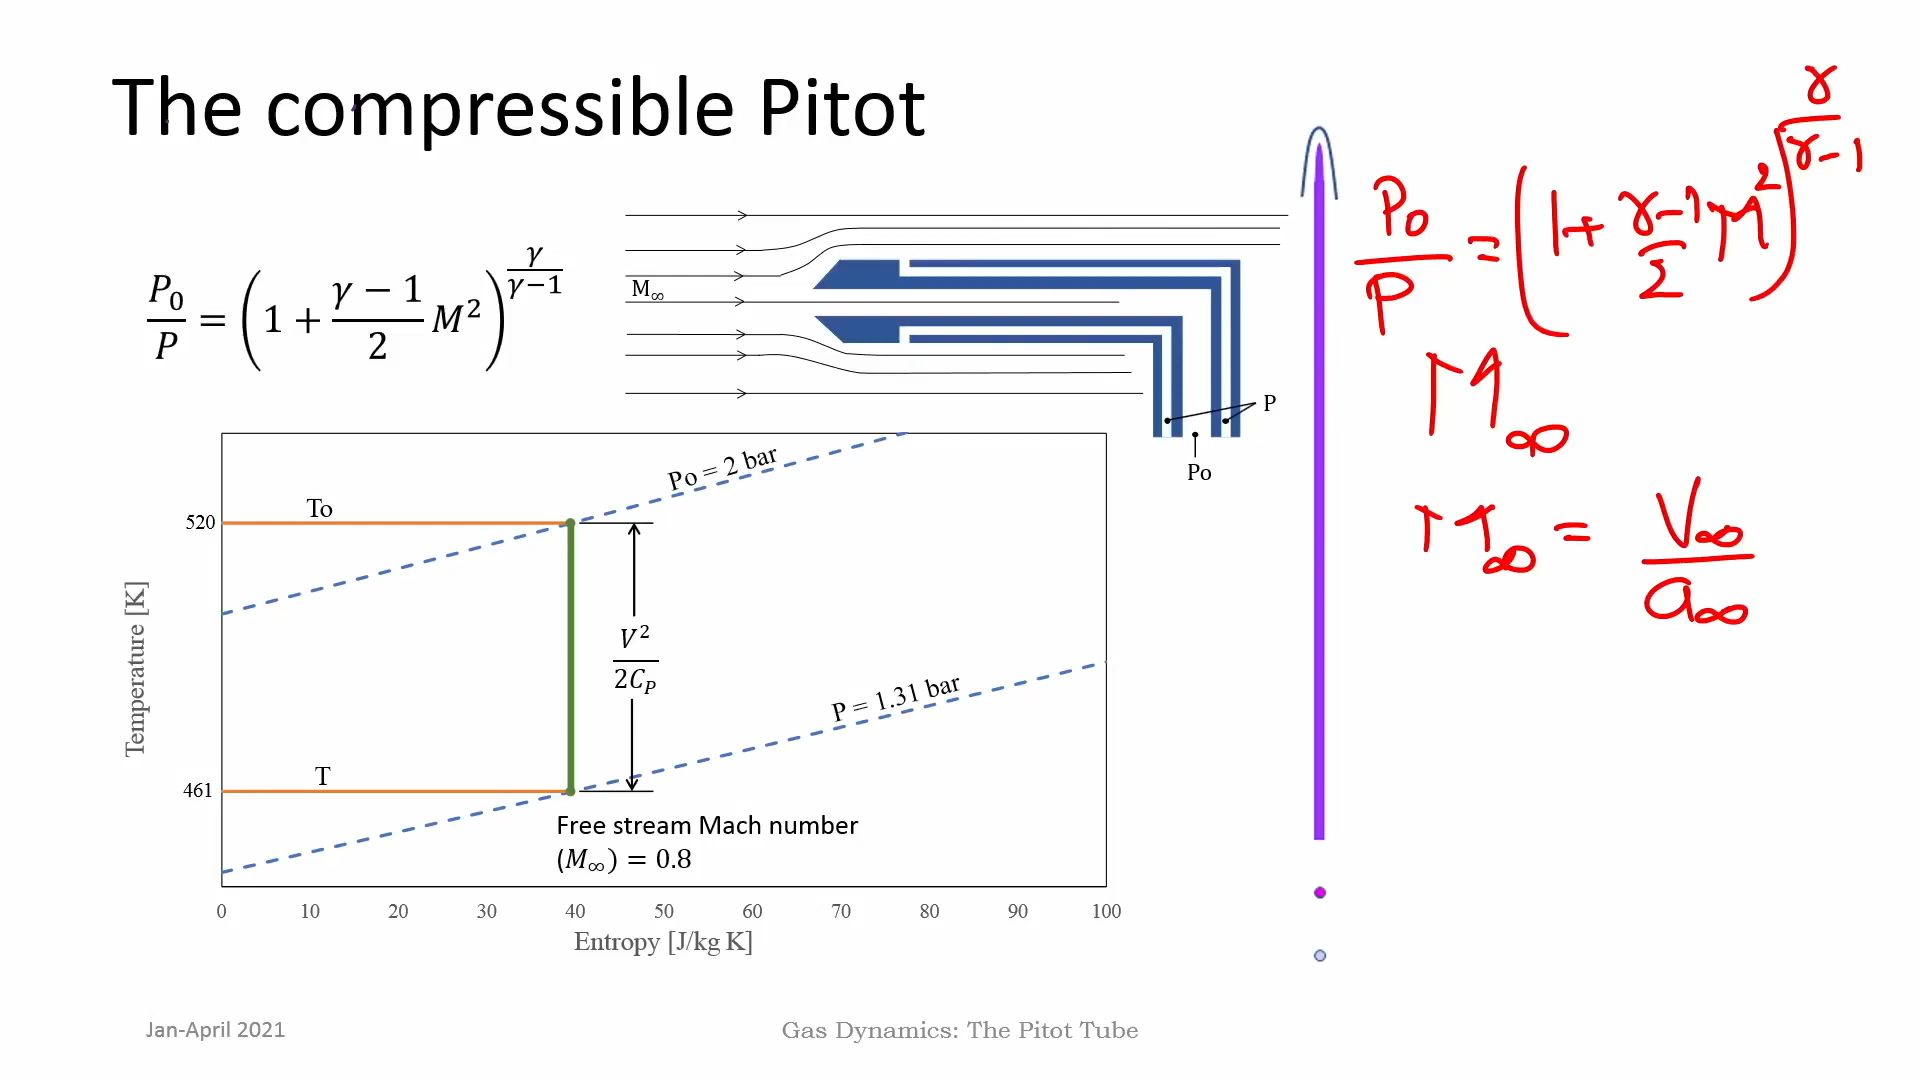 The compressible Pitot
P₀/P = (1 + (γ − 1)/2 M²)^(γ/(γ−1))
M∞
P
Po
Po = 2 bar
520
To
V²/2C_P
P = 1.31 bar
T
461
Free stream Mach number
(M∞) = 0.8
Temperature [K]
0 10 20 30 40 50 60 70 80 90 100
Entropy [J/kg K]
P₀/P = (1 + (γ−1)/2 M²)^(γ/(γ−1))
M∞
M∞ = V∞/a∞
Jan-April 2021
Gas Dynamics: The Pitot Tube